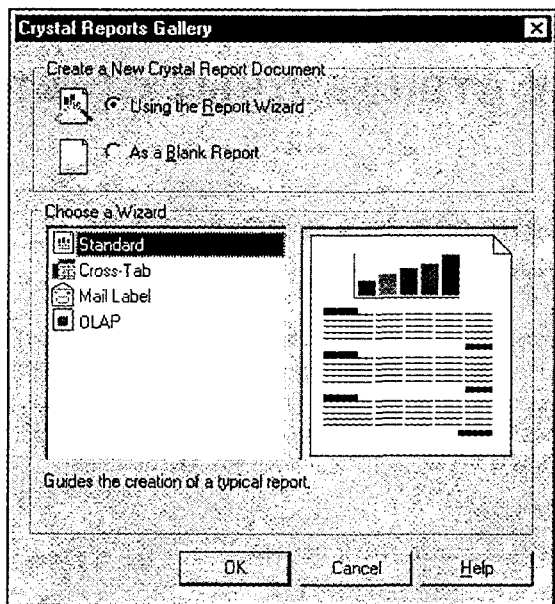 Crystal Reports Gallery
Create a New Crystal Report Document
Using the Report Wizard
As a Blank Report
Choose a Wizard
Standard
Cross-Tab
Mail Label
OLAP
Guides the creation of a typical report.
OK Cancel Help